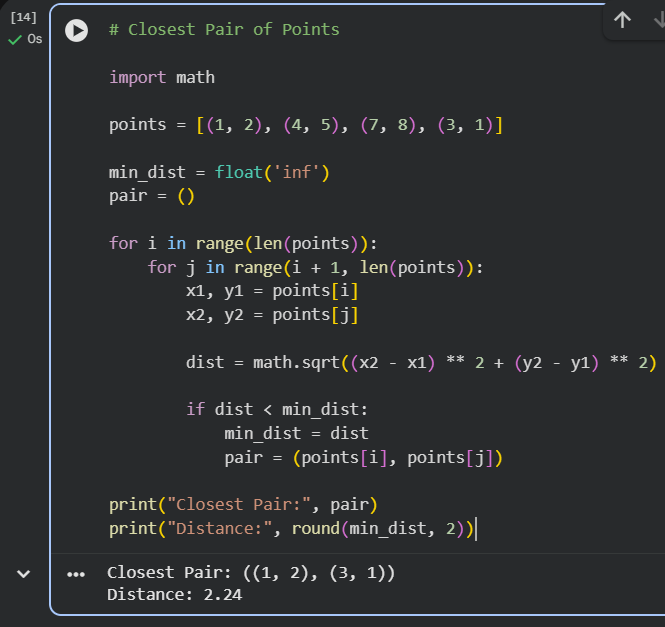 [14]
0s
# Closest Pair of Points
import math
points = [(1, 2), (4, 5), (7, 8), (3, 1)]
min_dist = float('inf')
pair = ()
for i in range(len(points)):
    for j in range(i + 1, len(points)):
        x1, y1 = points[i]
        x2, y2 = points[j]
        dist = math.sqrt((x2 - x1) ** 2 + (y2 - y1) ** 2)
        if dist < min_dist:
            min_dist = dist
            pair = (points[i], points[j])
print("Closest Pair:", pair)
print("Distance:", round(min_dist, 2))
Closest Pair: ((1, 2), (3, 1))
Distance: 2.24